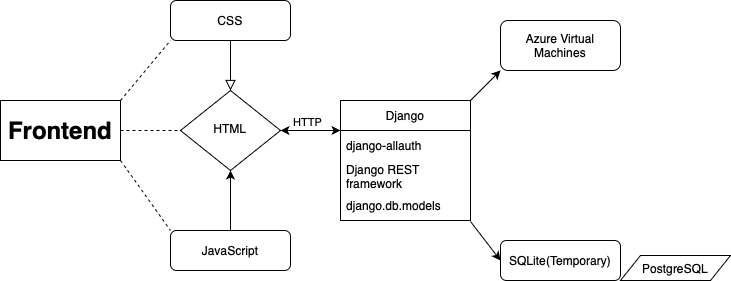 CSS
Azure Virtual
Machines
Frontend
HTML
HTTP
Django
django-allauth
Django REST
framework
django.db.models
JavaScript
SQLite(Temporary)
PostgreSQL